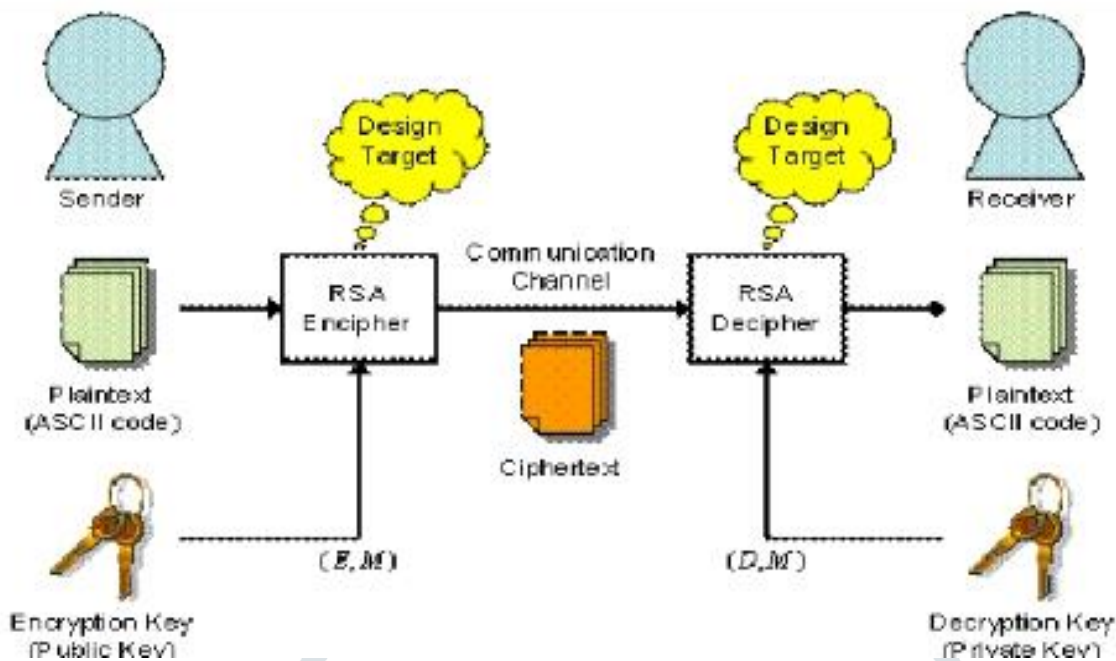 Design
Target
Design
Target
Sender
Receiver
Communication
Channel
RSA
Encipher
RSA
Decipher
Plaintext
(ASCII code)
Ciphertext
Plaintext
(ASCII code)
(E,M)
(D,M)
Encryption Key
(Public Key)
Decryption Key
(Private Key)